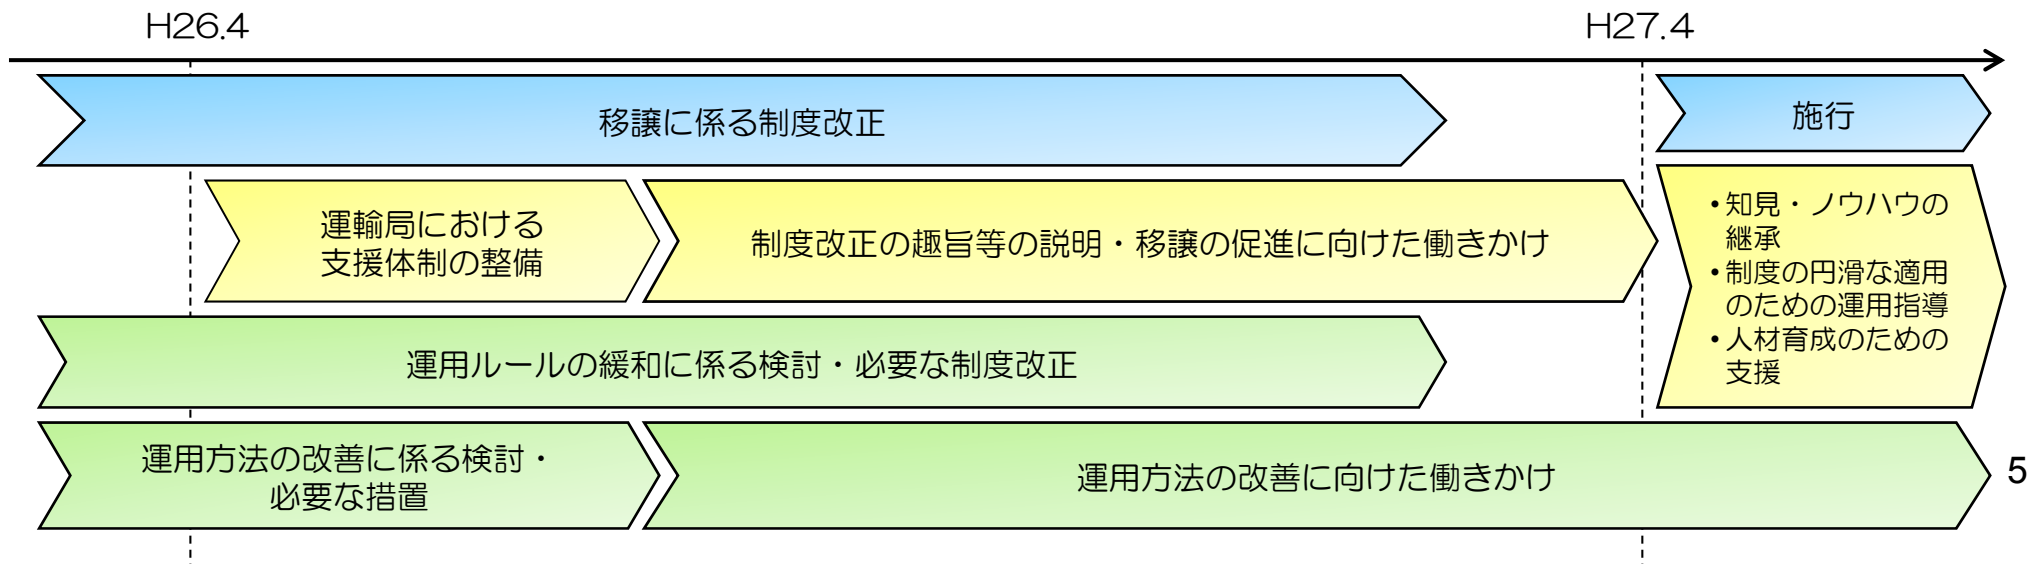 H26.4
H27.4
移譲に係る制度改正
施行
運輸局における
支援体制の整備
制度改正の趣旨等の説明・移譲の促進に向けた働きかけ
•知見・ノウハウの
継承
•制度の円滑な適用
のための運用指導
•人材育成のための
支援
運用ルールの緩和に係る検討・必要な制度改正
運用方法の改善に係る検討・
必要な措置
運用方法の改善に向けた働きかけ
5